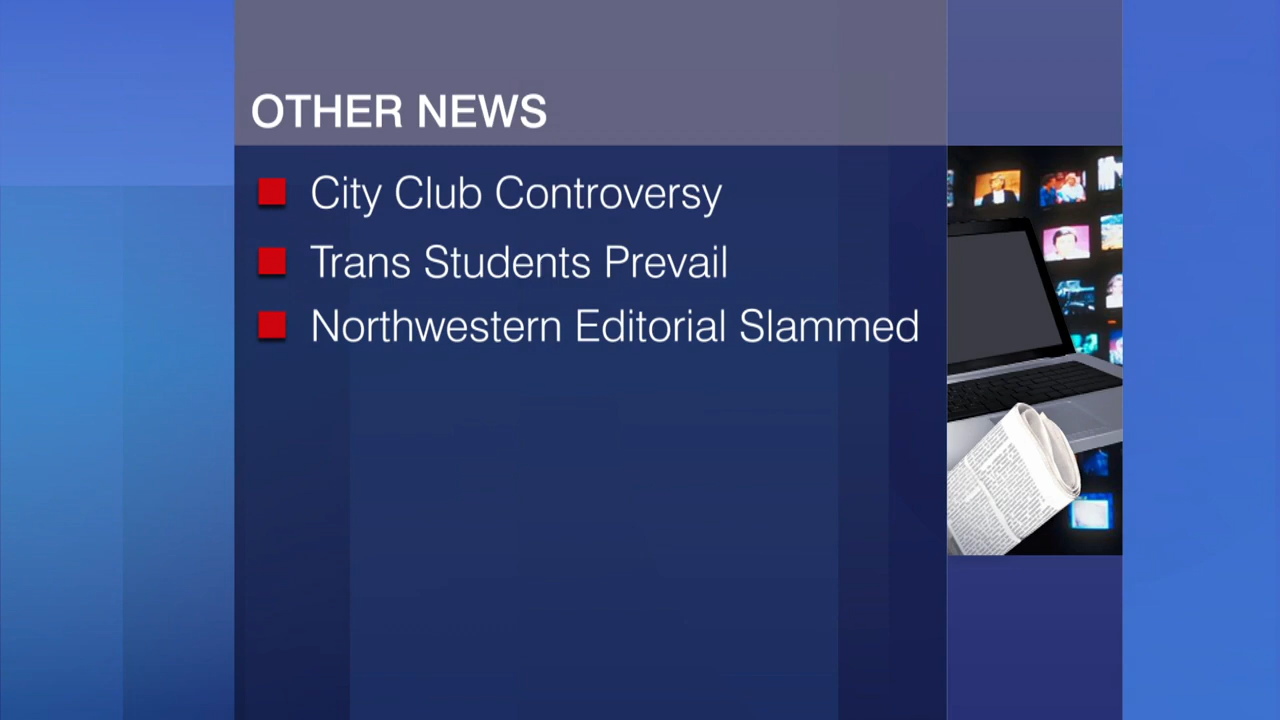 OTHER NEWS
City Club Controversy
Trans Students Prevail
Northwestern Editorial Slammed